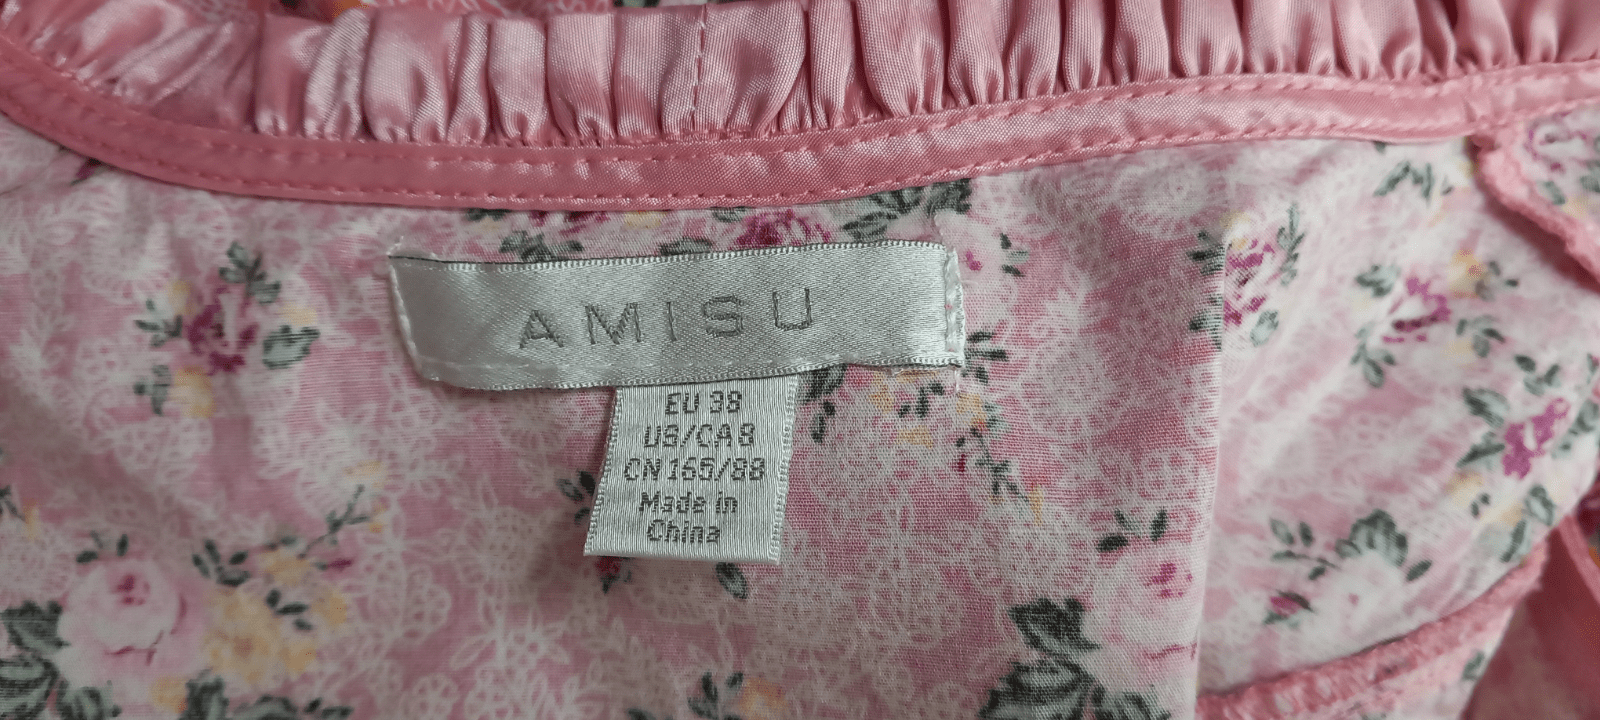 AMISU
EU 38
US/CA 8
CN 165/88
Made in
China